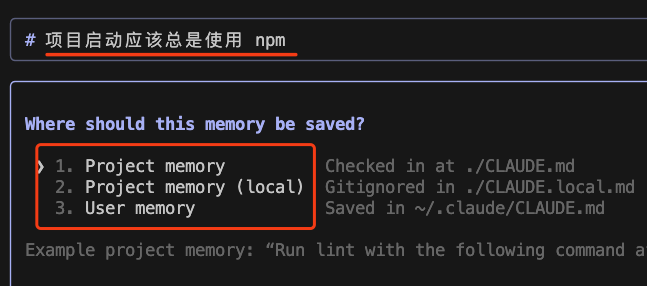 # 项目启动应该总是使用 npm
Where should this memory be saved?
❯ 1. Project memory Checked in at ./CLAUDE.md
2. Project memory (local) Gitignored in ./CLAUDE.local.md
3. User memory Saved in ~/.claude/CLAUDE.md
Example project memory: “Run lint with the following command